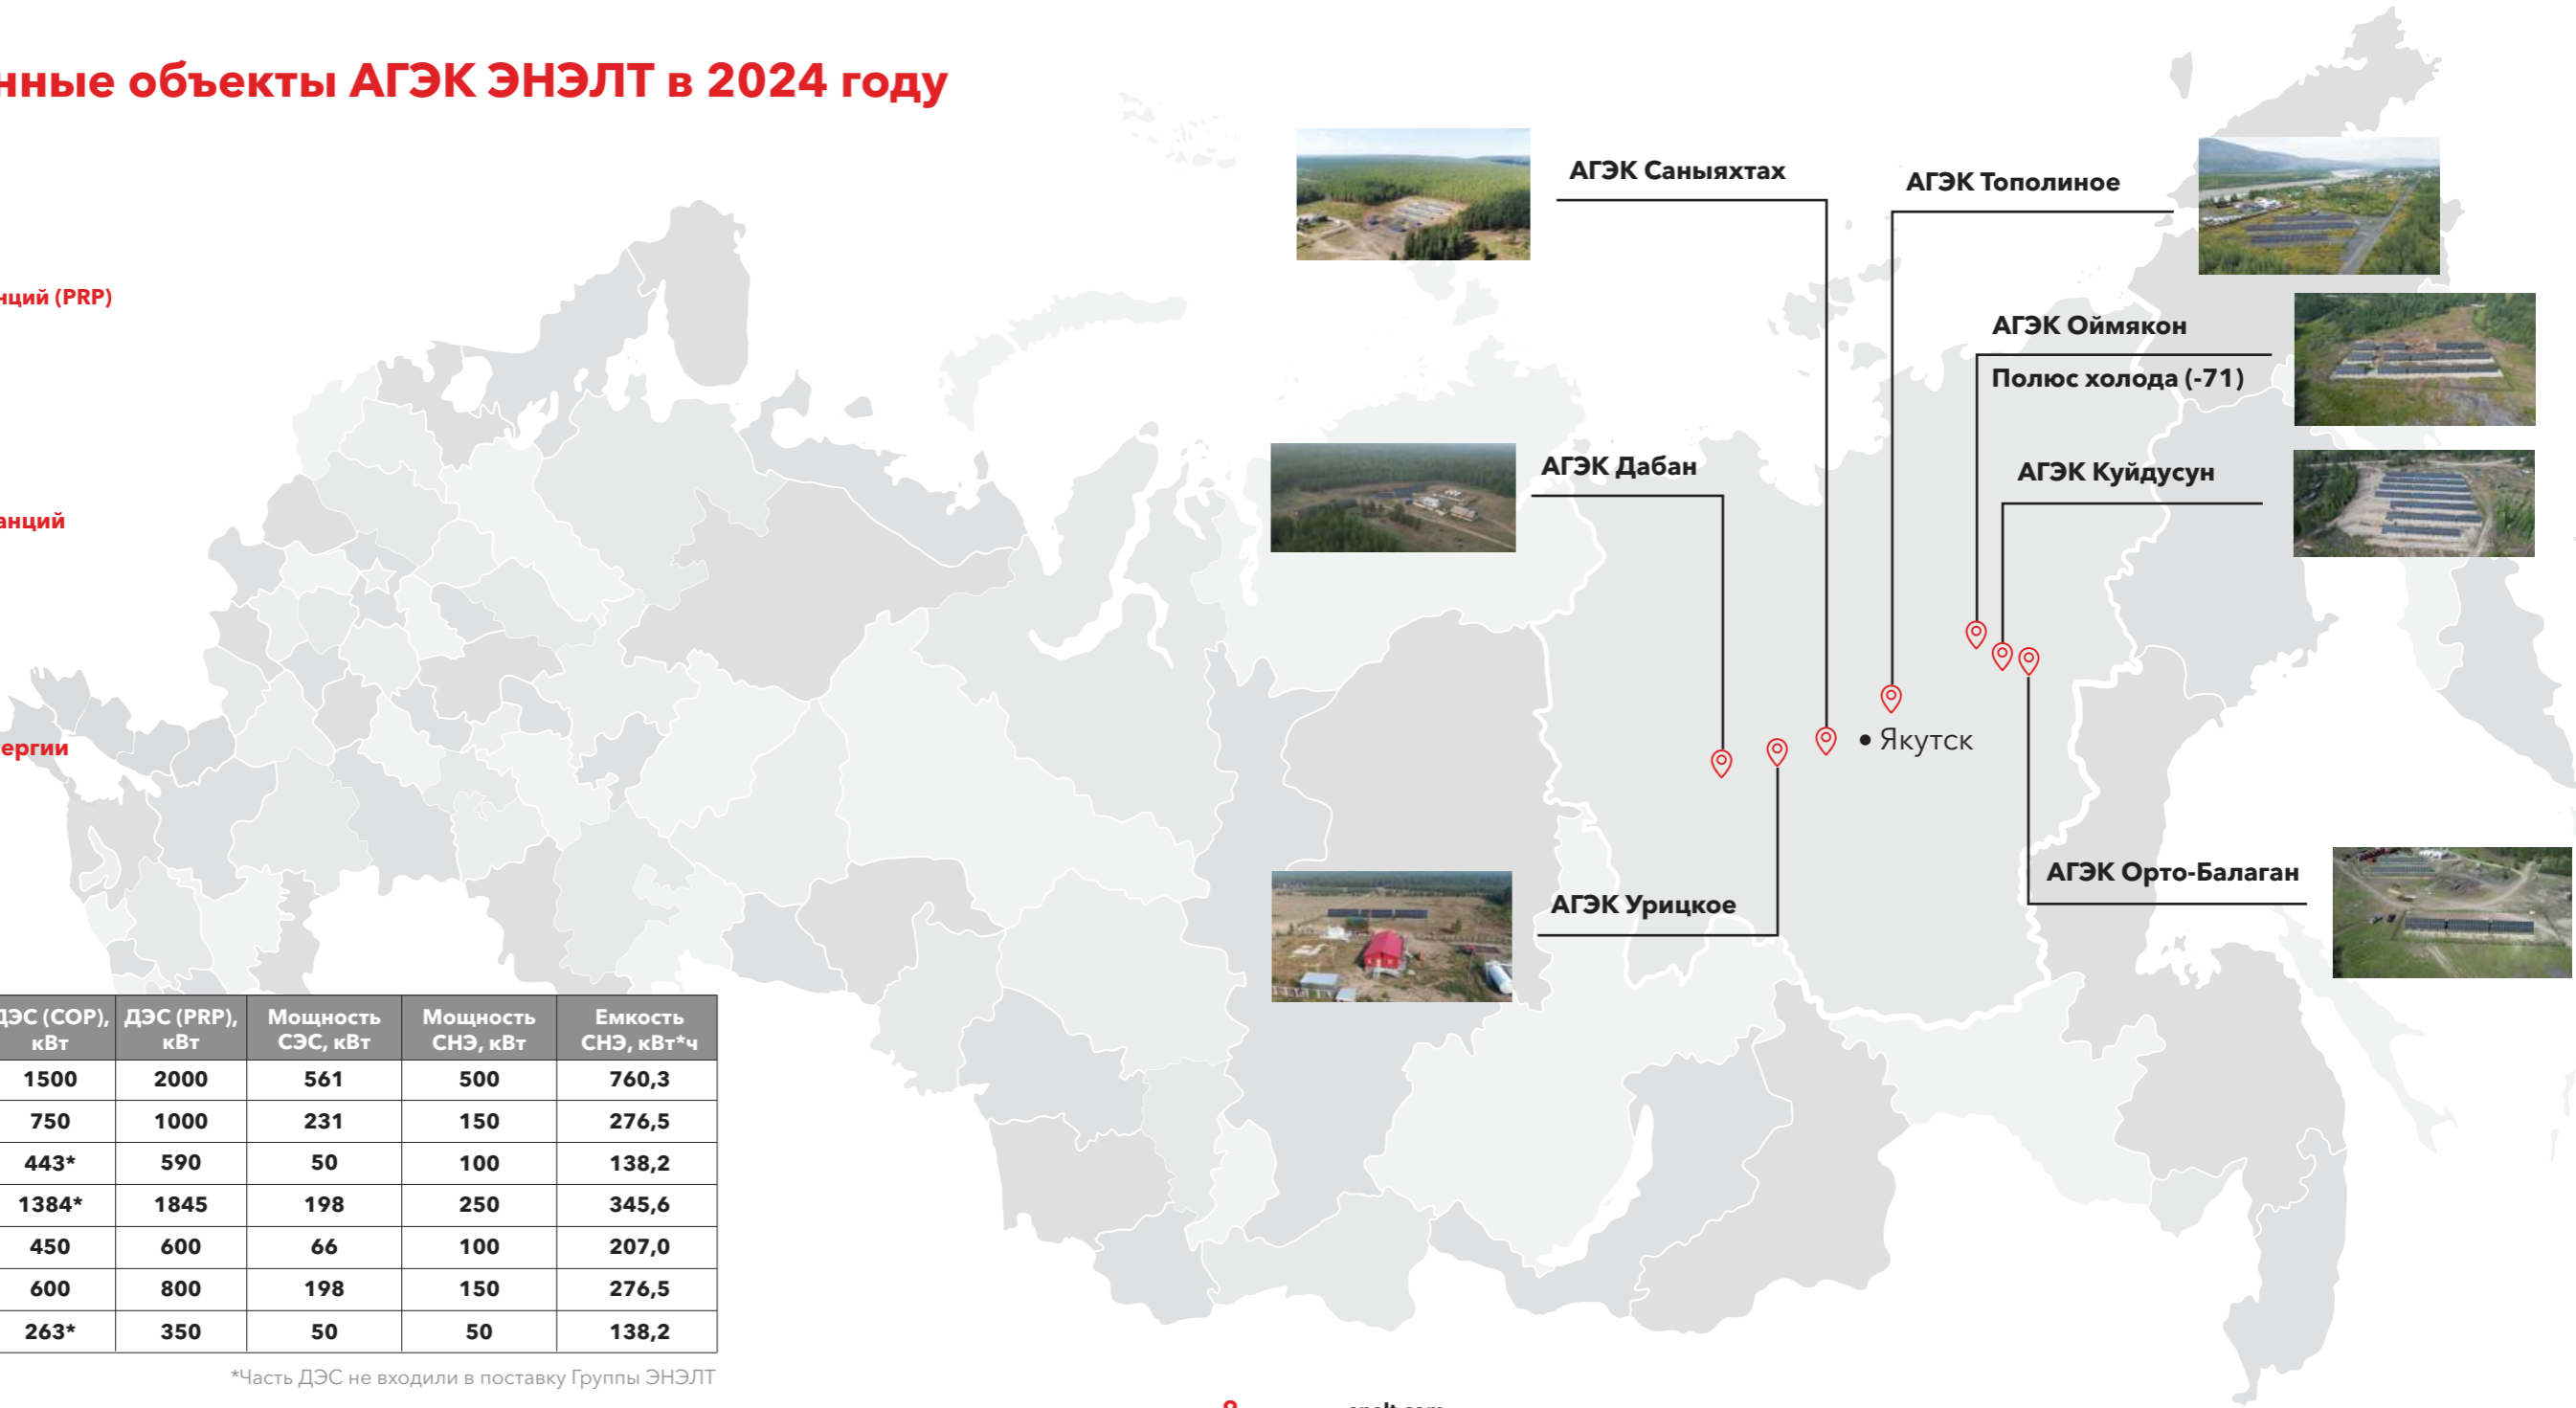 нные объекты АГЭК ЭНЭЛТ в 2024 году
нций (PRP)
анций
ергии
АГЭК Саныяхтах
АГЭК Тополиное
АГЭК Оймякон
Полюс холода (-71)
АГЭК Дабан
АГЭК Куйдусун
• Якутск
АГЭК Урицкое
АГЭК Орто-Балаган
ДЭС (COP), кВт | ДЭС (PRP), кВт | Мощность СЭС, кВт | Мощность СНЭ, кВт | Емкость СНЭ, кВт*ч
1500 2000 561 500 760,3
750 1000 231 150 276,5
443* 590 50 100 138,2
1384* 1845 198 250 345,6
450 600 66 100 207,0
600 800 198 150 276,5
263* 350 50 50 138,2
*Часть ДЭС не входили в поставку Группы ЭНЭЛТ